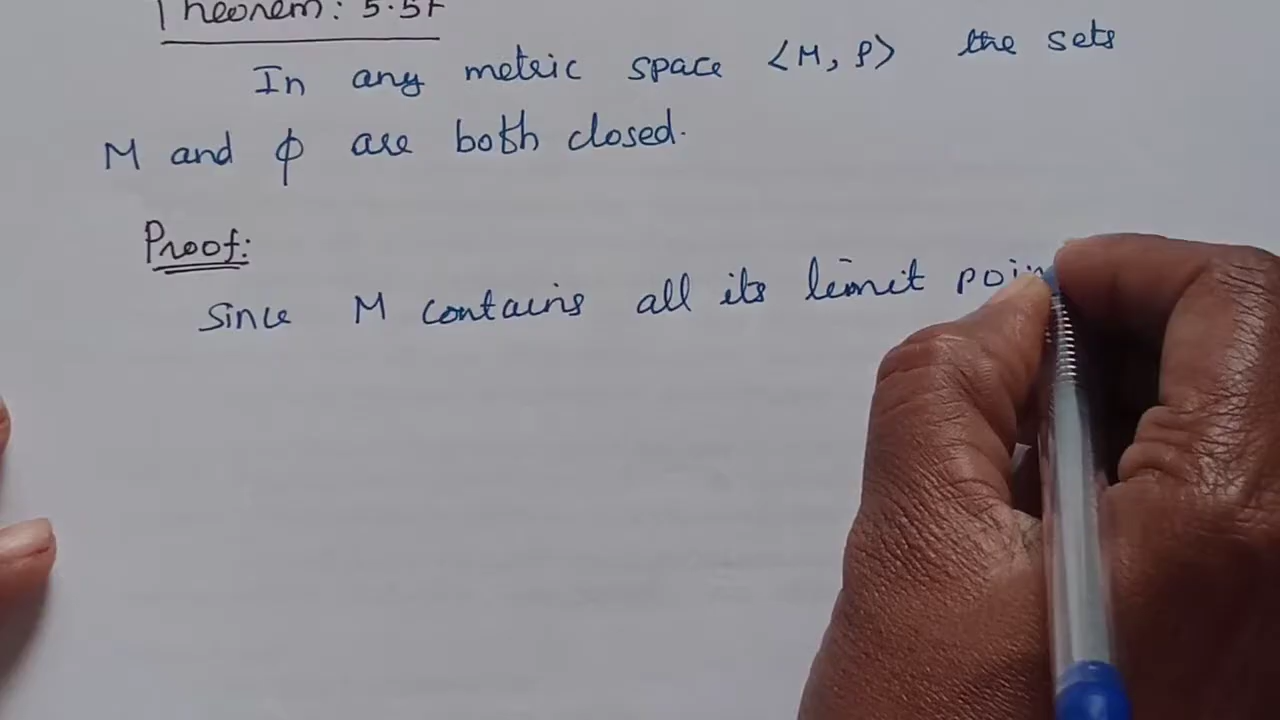 Theorem: 5.5F
In any metric space <M, ρ> the sets
M and ϕ are both closed.
Proof:
Since M contains all its limit poin